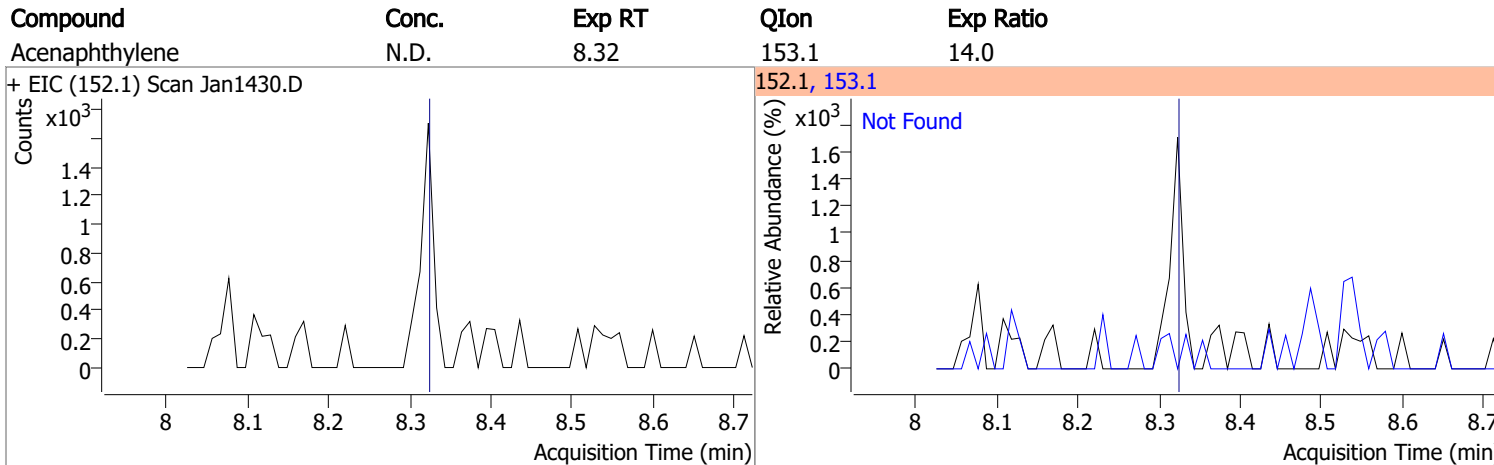 Compound Conc. Exp RT QIon Exp Ratio
Acenaphthylene N.D. 8.32 153.1 14.0
+ EIC (152.1) Scan Jan1430.D
Counts
x10³
1.4
1.2
1
0.8
0.6
0.4
0.2
0
8 8.1 8.2 8.3 8.4 8.5 8.6 8.7
Acquisition Time (min)
152.1, 153.1
Relative Abundance (%)
x10³
Not Found
1.6
1.4
1.2
1
0.8
0.6
0.4
0.2
0
8 8.1 8.2 8.3 8.4 8.5 8.6 8.7
Acquisition Time (min)